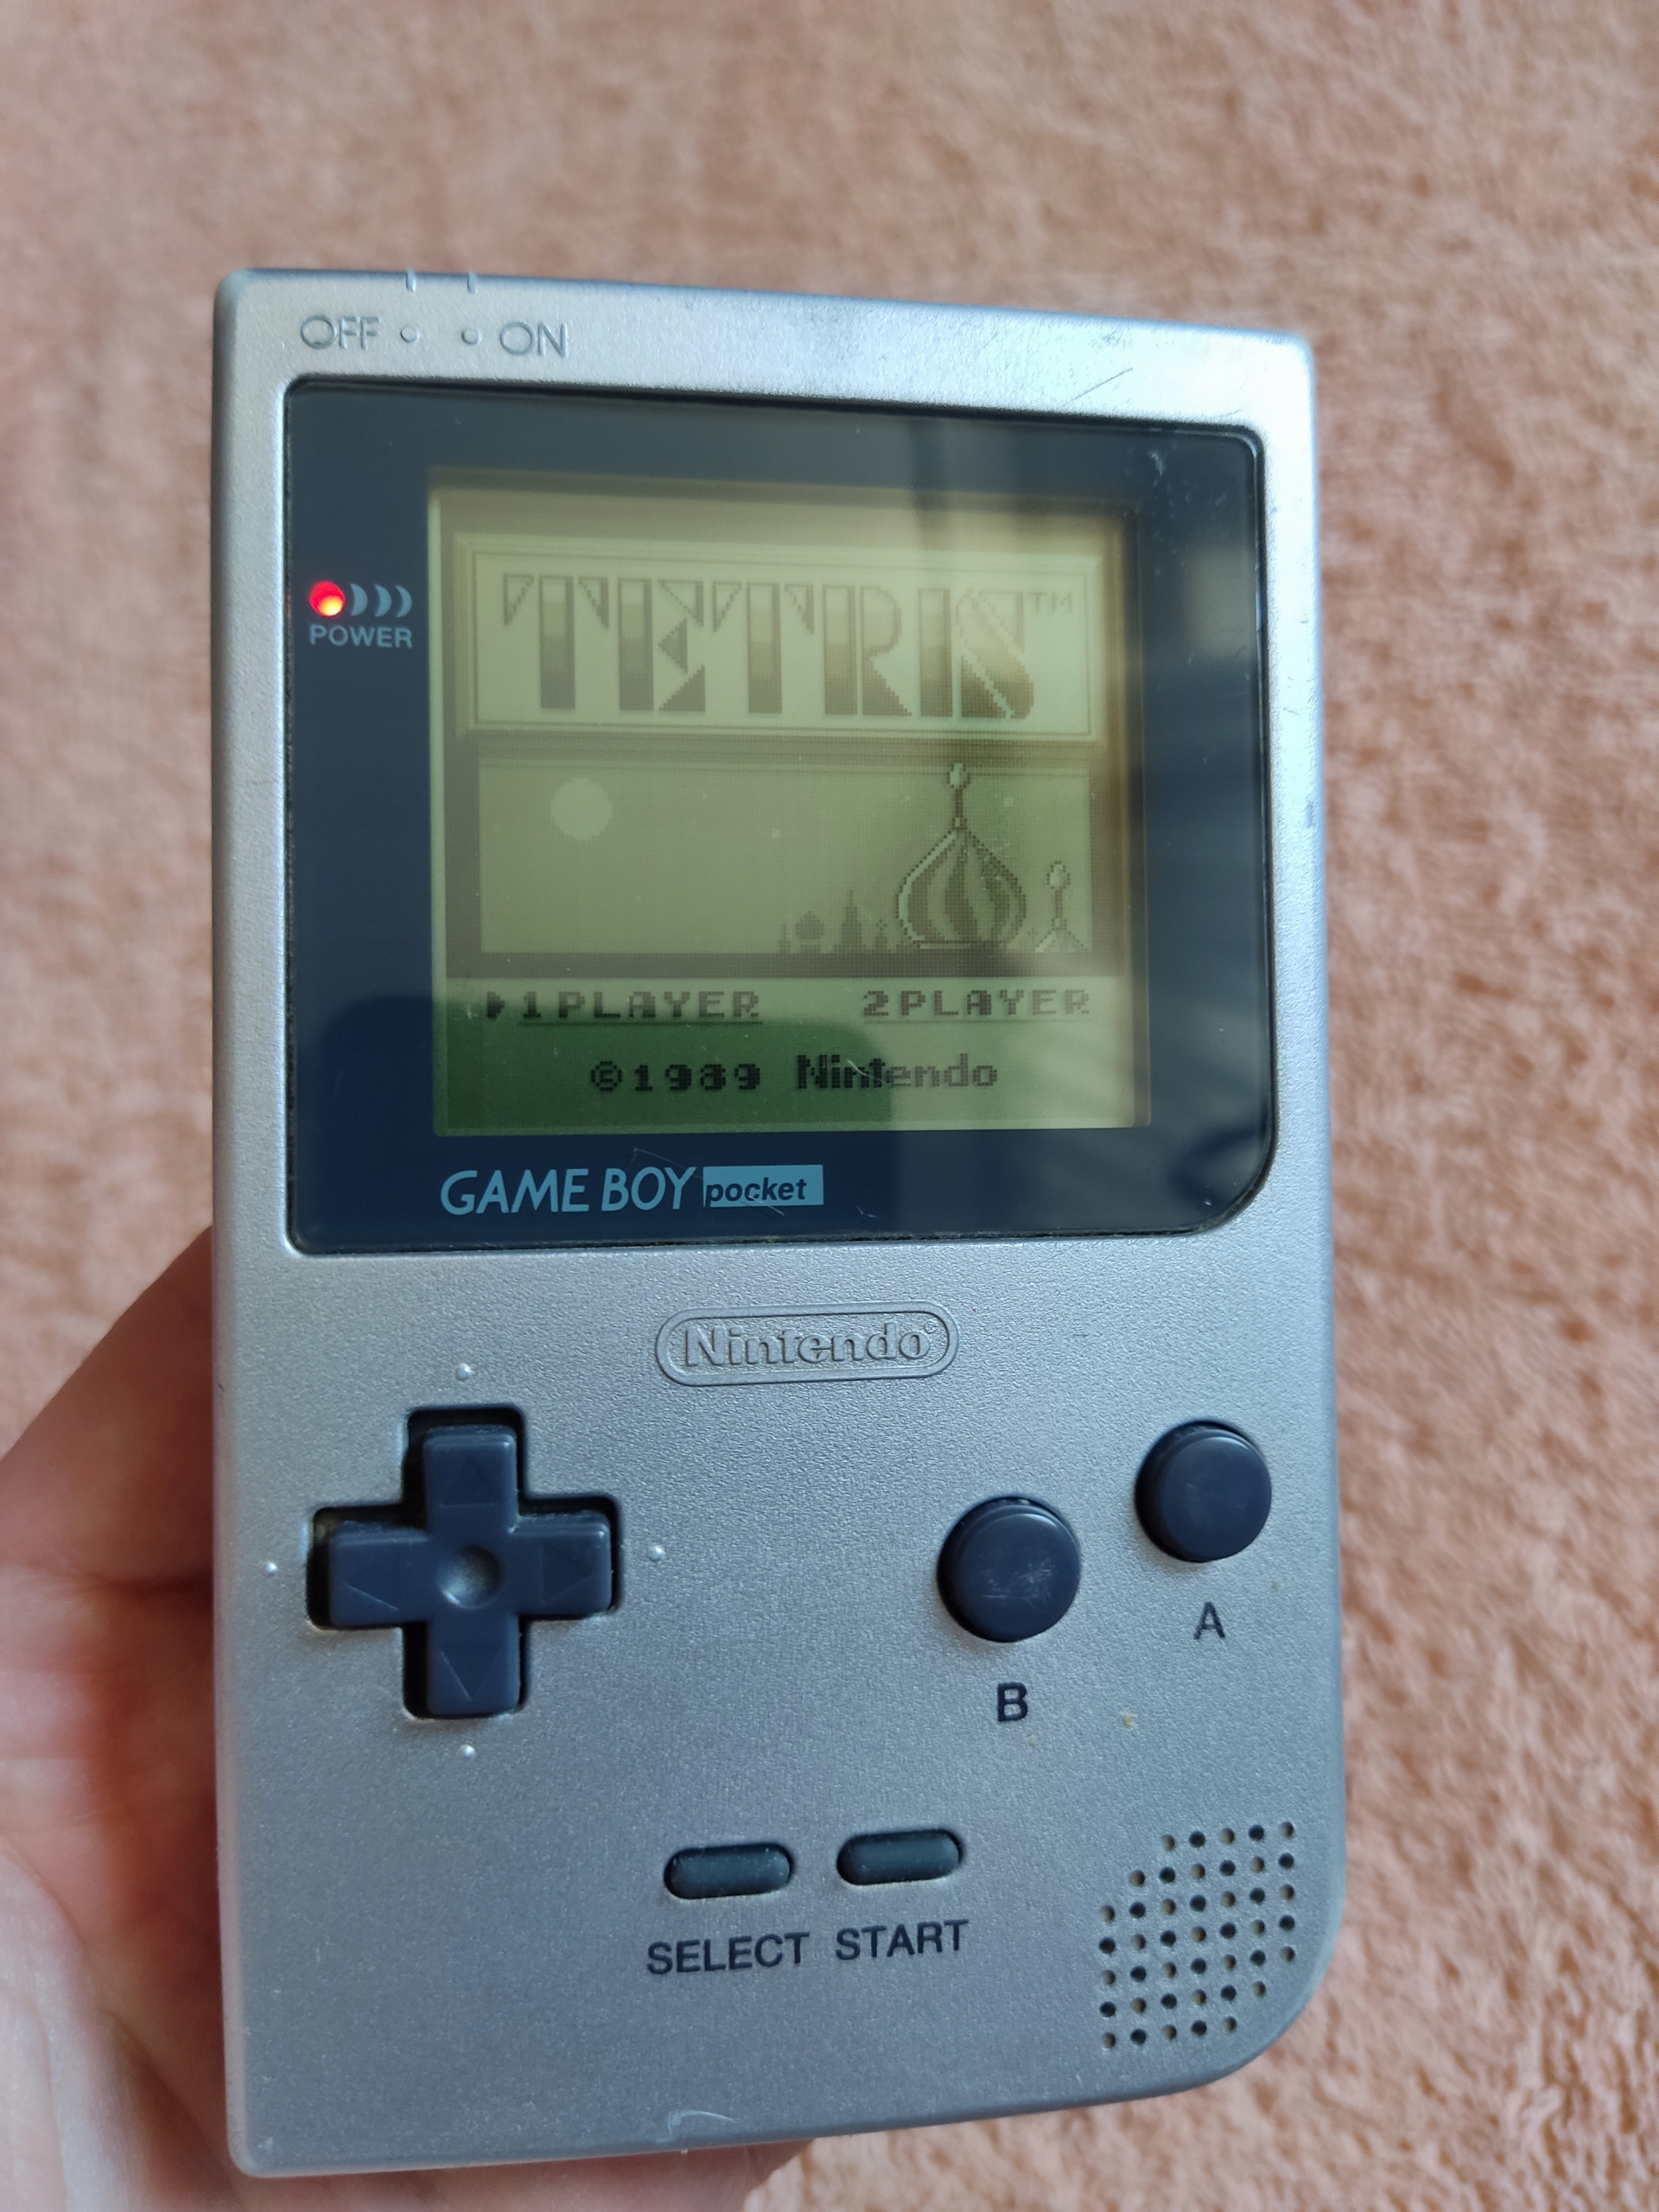 OFF ON
POWER
TETRIS™
1PLAYER 2PLAYER
©1989 Nintendo
GAME BOY pocket
Nintendo®
A
B
SELECT START